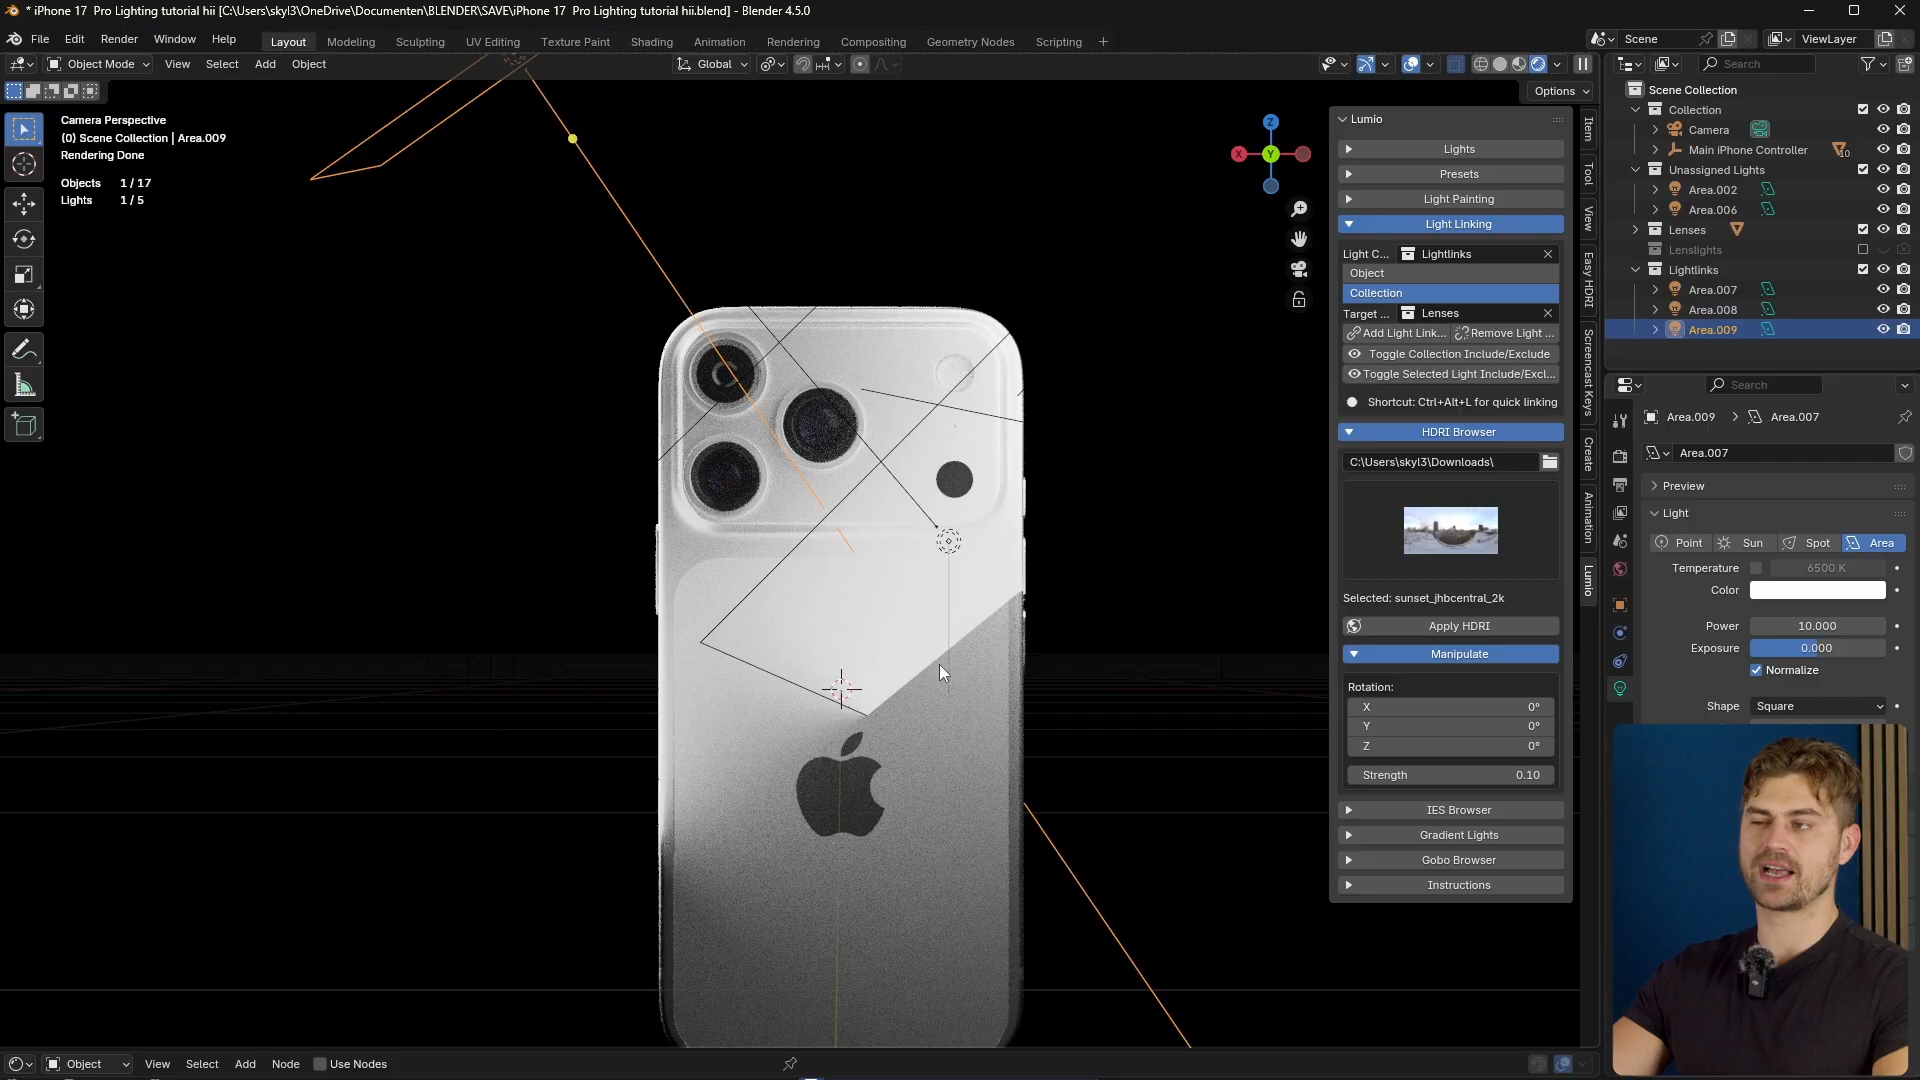 * iPhone 17  Pro Lighting tutorial hii [C:\Users\skyl3\OneDrive\Documenten\BLENDER\SAVE\iPhone 17  Pro Lighting tutorial hii.blend] - Blender 4.5.0
File Edit Render Window Help
Layout Modeling Sculpting UV Editing Texture Paint Shading Animation Rendering Compositing Geometry Nodes Scripting +
Scene
ViewLayer
Object Mode View Select Add Object
Global
Search
Options
Camera Perspective
(0) Scene Collection | Area.009
Rendering Done
Objects 1 / 17
Lights 1 / 5
Z
X
Y
Lumio
Lights
Presets
Light Painting
Light Linking
Light C... Lightlinks
Object
Collection
Target ... Lenses
Add Light Link... Remove Light ...
Toggle Collection Include/Exclude
Toggle Selected Light Include/Excl...
Shortcut: Ctrl+Alt+L for quick linking
HDRI Browser
C:\Users\skyl3\Downloads\
Selected: sunset_jhbcentral_2k
Apply HDRI
Manipulate
Rotation:
X 0°
Y 0°
Z 0°
Strength 0.10
IES Browser
Gradient Lights
Gobo Browser
Instructions
Item
Tool
View
Easy HDRI
Screencast Keys
Create
Animation
Lumio
Scene Collection
Collection
Camera
Main iPhone Controller 10
Unassigned Lights
Area.002
Area.006
Lenses
Lenslights
Lightlinks
Area.007
Area.008
Area.009
Search
Area.009 > Area.007
Area.007
Preview
Light
Point Sun Spot Area
Temperature 6500 K
Color
Power 10.000
Exposure 0.000
Normalize
Shape Square
Object View Select Add Node Use Nodes